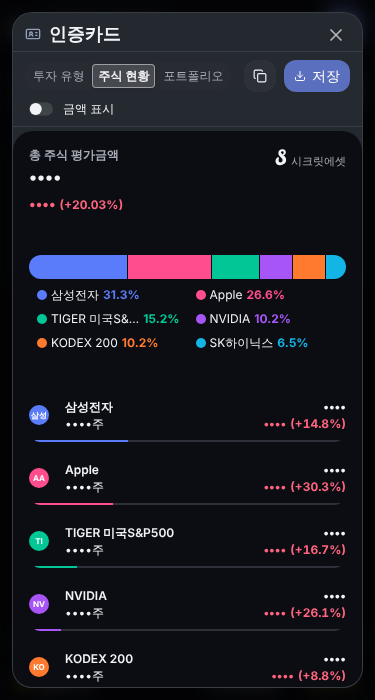 인증카드
투자 유형 주식 현황 포트폴리오
저장
금액 표시
총 주식 평가금액
시크릿에셋
••••
•••• (+20.03%)
삼성전자 31.3%
Apple 26.6%
TIGER 미국S&... 15.2%
NVIDIA 10.2%
KODEX 200 10.2%
SK하이닉스 6.5%
삼성
삼성전자 ••••
••••주 •••• (+14.8%)
AA
Apple ••••
••••주 •••• (+30.3%)
TI
TIGER 미국S&P500 ••••
••••주 •••• (+16.7%)
NV
NVIDIA ••••
••••주 •••• (+26.1%)
KO
KODEX 200 ••••
••••주 •••• (+8.8%)